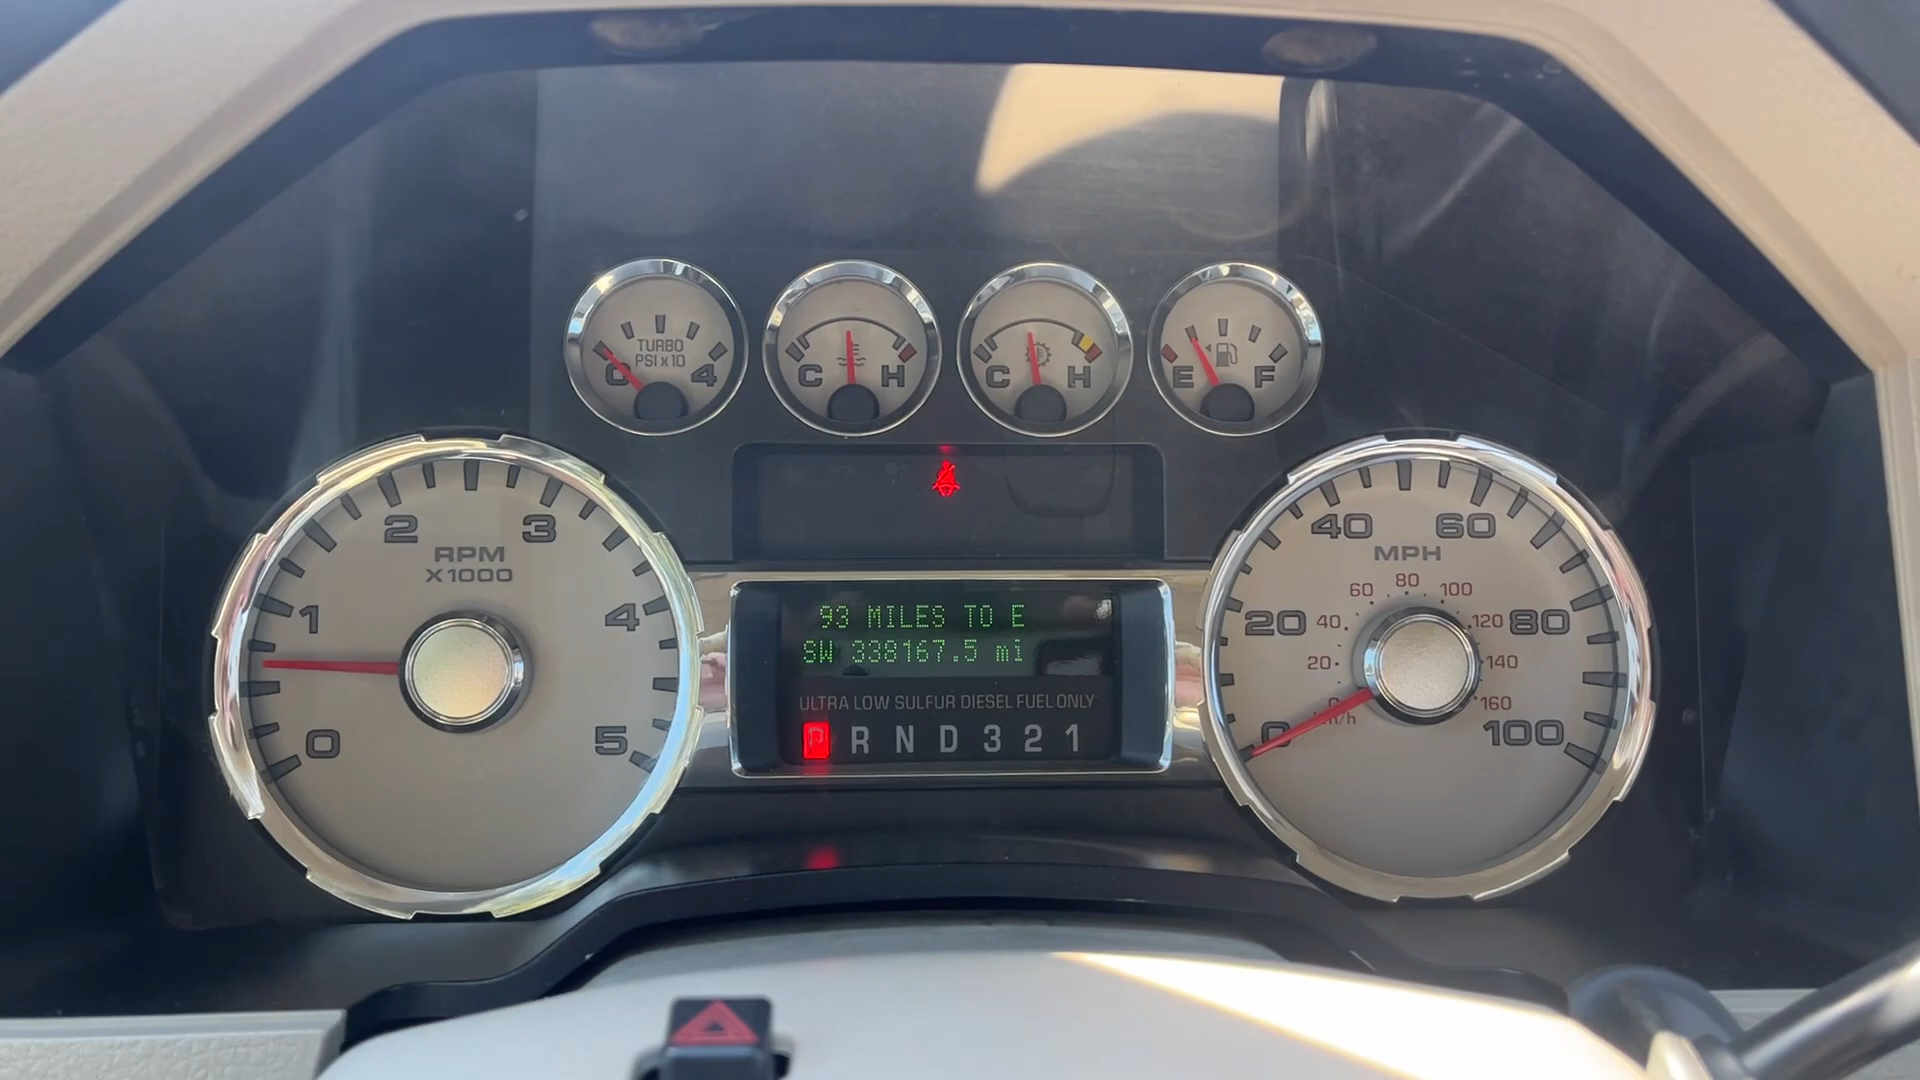 TURBO
PSI x 10
0 4
C H
C H
E F
RPM
X1000
0 1 2 3 4 5
93 MILES TO E
SW 338167.5 mi
ULTRA LOW SULFUR DIESEL FUEL ONLY
P R N D 3 2 1
MPH
0 20 40 60 80 100
20 40 60 80 100 120 140 160
km/h